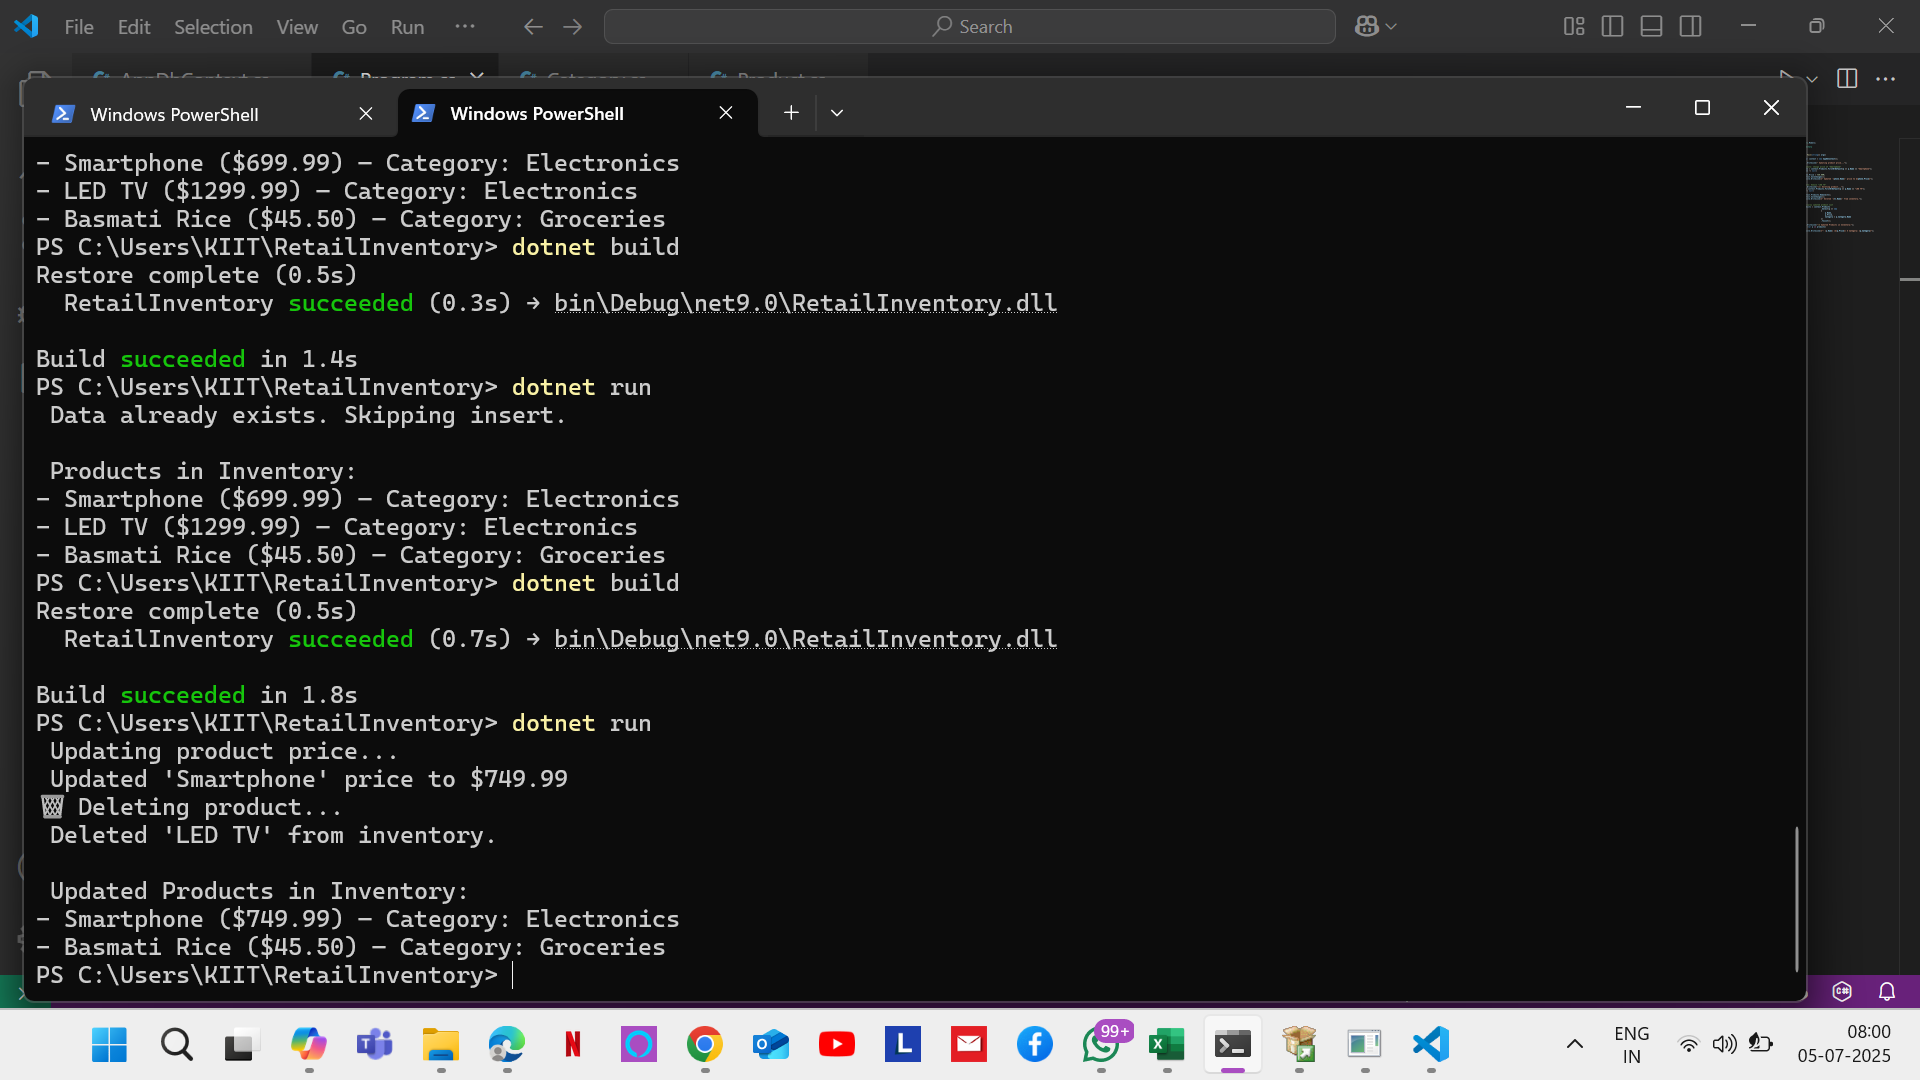 File Edit Selection View Go Run ...
Search
Windows PowerShell
Windows PowerShell
- Smartphone ($699.99) — Category: Electronics
- LED TV ($1299.99) — Category: Electronics
- Basmati Rice ($45.50) — Category: Groceries
PS C:\Users\KIIT\RetailInventory> dotnet build
Restore complete (0.5s)
RetailInventory succeeded (0.3s) → bin\Debug\net9.0\RetailInventory.dll
Build succeeded in 1.4s
PS C:\Users\KIIT\RetailInventory> dotnet run
Data already exists. Skipping insert.
Products in Inventory:
- Smartphone ($699.99) — Category: Electronics
- LED TV ($1299.99) — Category: Electronics
- Basmati Rice ($45.50) — Category: Groceries
PS C:\Users\KIIT\RetailInventory> dotnet build
Restore complete (0.5s)
RetailInventory succeeded (0.7s) → bin\Debug\net9.0\RetailInventory.dll
Build succeeded in 1.8s
PS C:\Users\KIIT\RetailInventory> dotnet run
Updating product price...
Updated 'Smartphone' price to $749.99
🗑 Deleting product...
Deleted 'LED TV' from inventory.
Updated Products in Inventory:
- Smartphone ($749.99) — Category: Electronics
- Basmati Rice ($45.50) — Category: Groceries
PS C:\Users\KIIT\RetailInventory>
99+
ENG
IN
08:00
05-07-2025